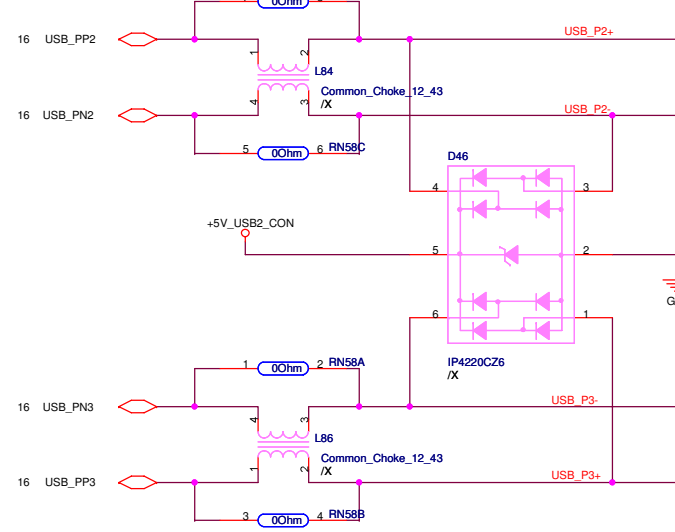 0Ohm
16 USB_PP2
USB_P2+
1
2
L84
Common_Choke_12_43
/X
4
3
16 USB_PN2
USB_P2-
5 0Ohm 6 RN58C
D46
4
3
+5V_USB2_CON
5
2
G
6
1
IP4220CZ6
/X
1 0Ohm 2 RN58A
16 USB_PN3
USB_P3-
4
3
L86
Common_Choke_12_43
/X
1
2
16 USB_PP3
USB_P3+
3 0Ohm 4 RN58B